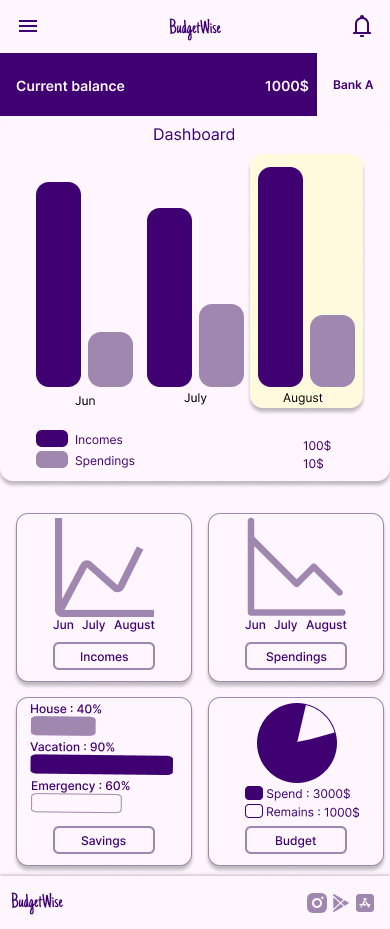 BudgetWise
Current balance 1000$ Bank A
Dashboard
Jun July August
Incomes 100$
Spendings 10$
Jun July August
Incomes
Jun July August
Spendings
House : 40%
Vacation : 90%
Emergency : 60%
Savings
Spend : 3000$
Remains : 1000$
Budget
BudgetWise